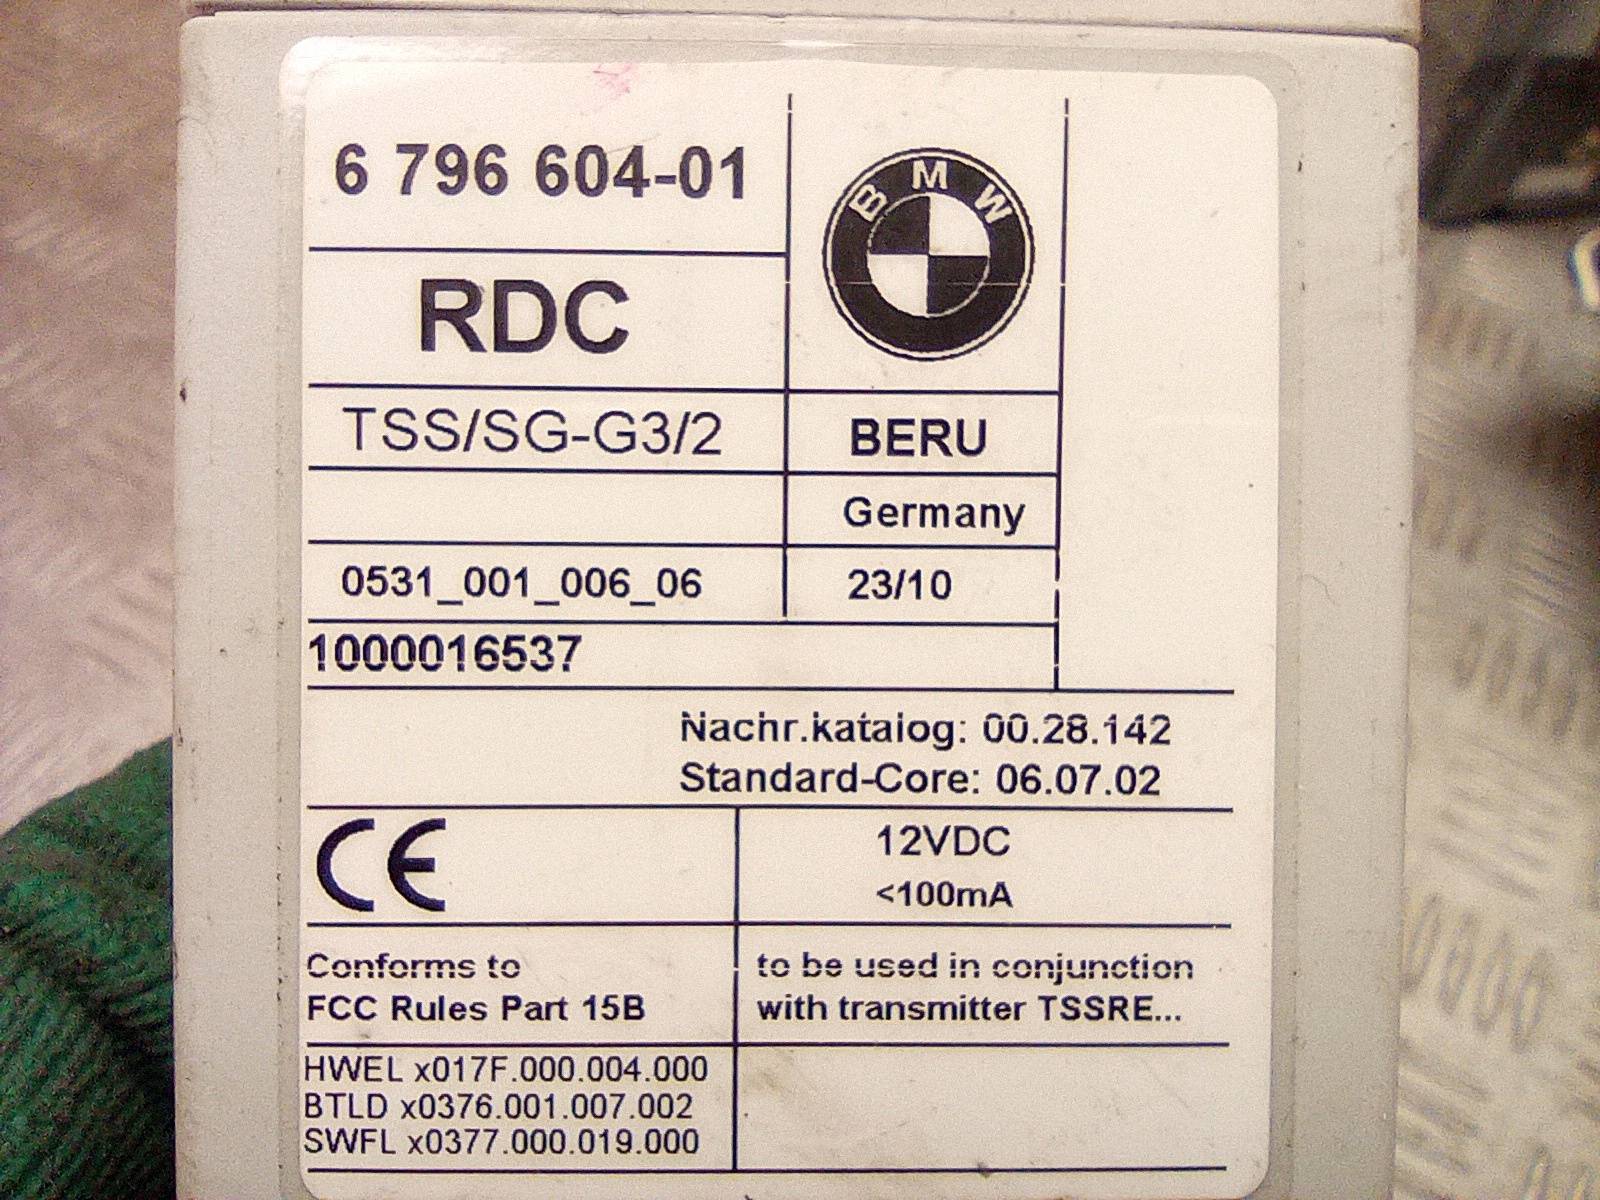 6 796 604-01
BMW
RDC
TSS/SG-G3/2
BERU
Germany
0531_001_006_06
23/10
1000016537
Nachr.katalog: 00.28.142
Standard-Core: 06.07.02
CE
12VDC
<100mA
Conforms to
FCC Rules Part 15B
to be used in conjunction
with transmitter TSSRE...
HWEL x017F.000.004.000
BTLD x0376.001.007.002
SWFL x0377.000.019.000